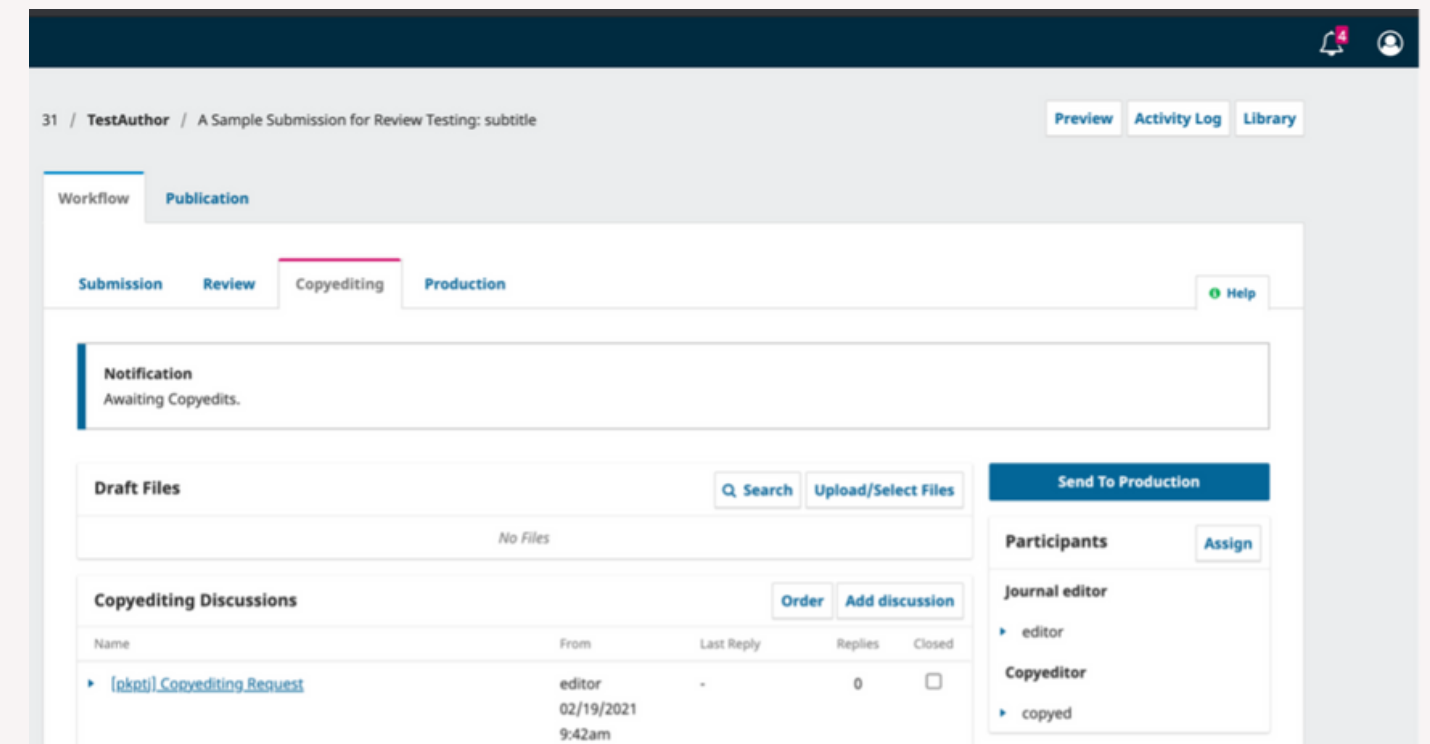 4
31 / TestAuthor / A Sample Submission for Review Testing: subtitle
Preview Activity Log Library
Workflow Publication
Submission Review Copyediting Production
Help
Notification
Awaiting Copyedits.
Draft Files Search Upload/Select Files
No Files
Send To Production
Participants Assign
Journal editor
editor
Copyeditor
copyed
Copyediting Discussions Order Add discussion
Name From Last Reply Replies Closed
[pkptj] Copyediting Request editor - 0
02/19/2021
9:42am